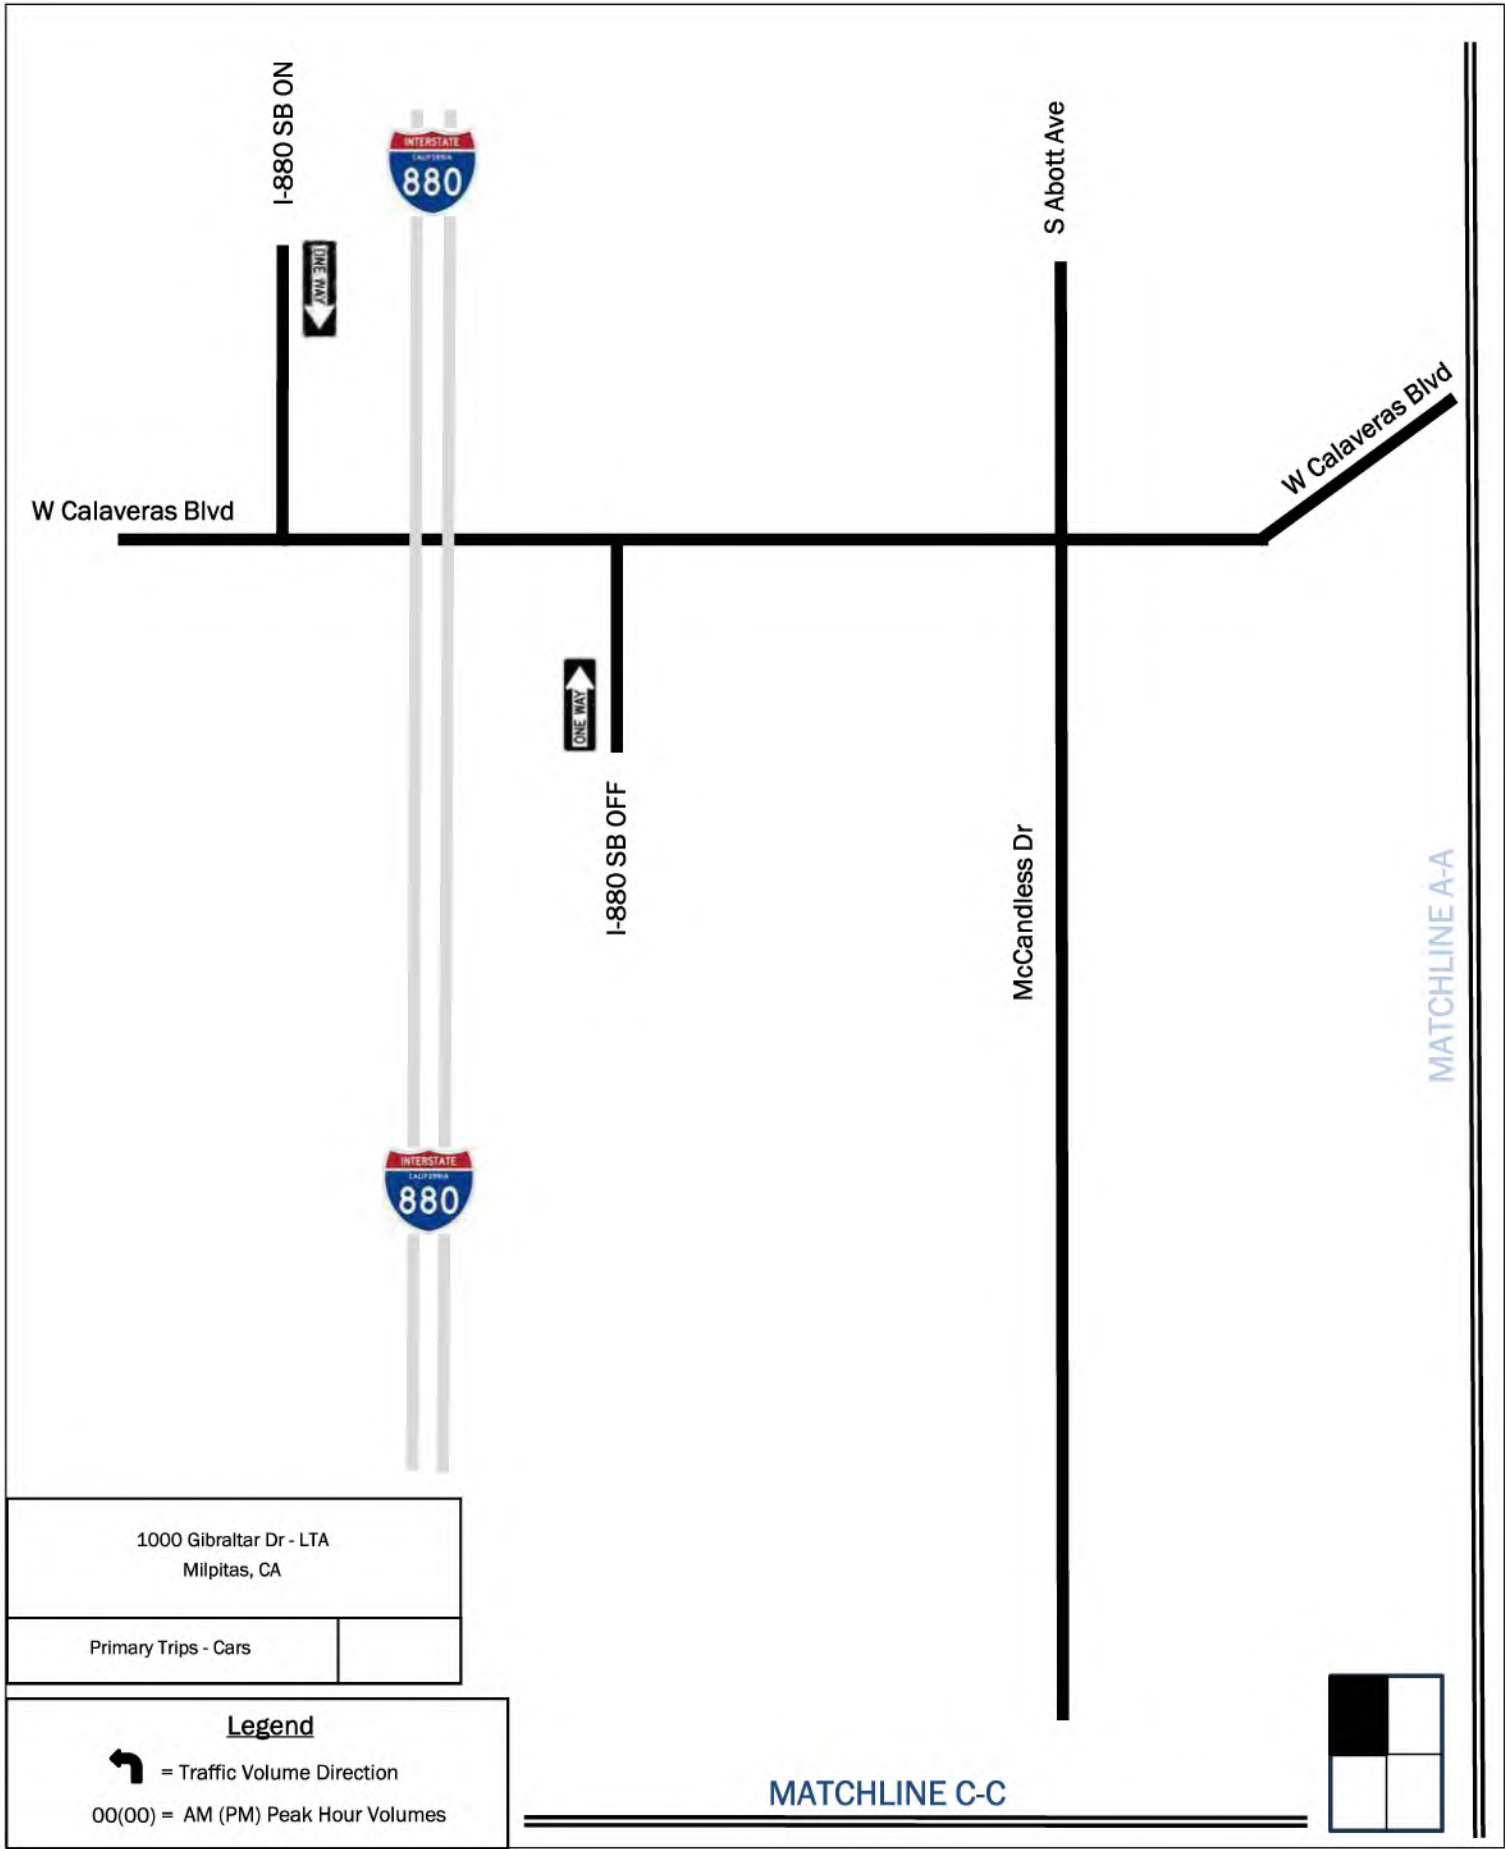 I-880 SB ON
INTERSTATE
CALIFORNIA
880
S Abott Ave
ONE WAY
W Calaveras Blvd
W Calaveras Blvd
ONE WAY
I-880 SB OFF
McCandless Dr
MATCHLINE A-A
INTERSTATE
CALIFORNIA
880
1000 Gibraltar Dr - LTA
Milpitas, CA
Primary Trips - Cars
Legend
= Traffic Volume Direction
00(00) = AM (PM) Peak Hour Volumes
MATCHLINE C-C